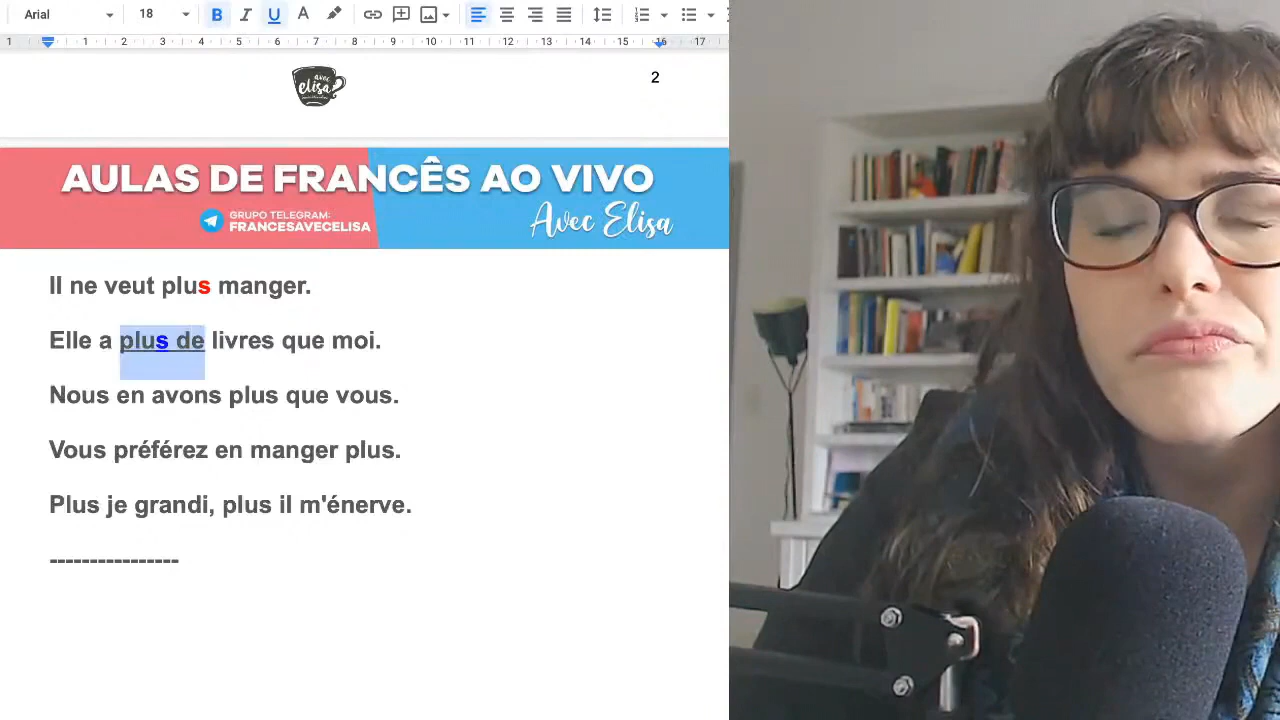 Arial 18 B I U A
1 1 2 3 4 5 6 7 8 9 10 11 12 13 14 15 16 17
avec
elisa
2
AULAS DE FRANCÊS AO VIVO
GRUPO TELEGRAM:
FRANCESAVECELISA
Avec Elisa
Il ne veut plus manger.
Elle a plus de livres que moi.
Nous en avons plus que vous.
Vous préférez en manger plus.
Plus je grandi, plus il m'énerve.
----------------